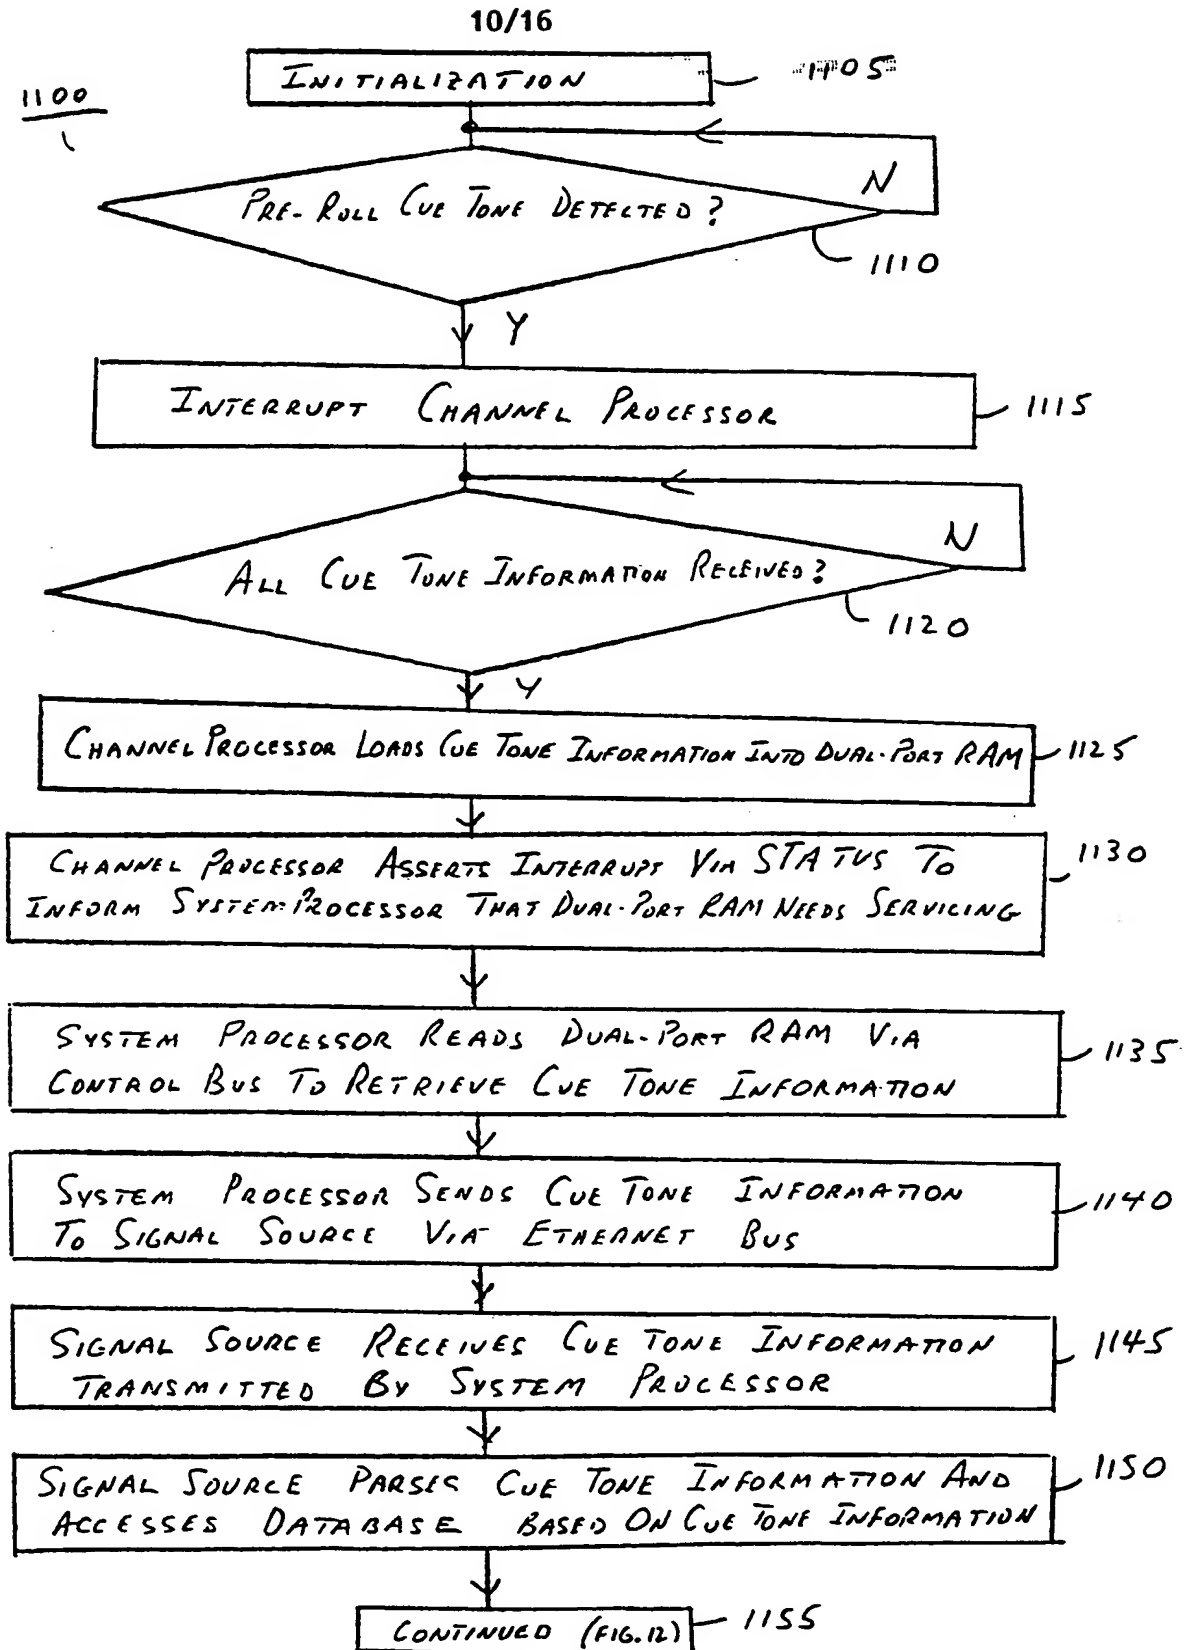 10/16
INITIALIZATION
1105
1100
PRE-ROLL CUE TONE DETECTED?
N
1110
Y
INTERRUPT CHANNEL PROCESSOR
1115
N
ALL CUE TONE INFORMATION RECEIVED?
1120
Y
CHANNEL PROCESSOR LOADS CUE TONE INFORMATION INTO DUAL-PORT RAM
1125
CHANNEL PROCESSOR ASSERTS INTERRUPT VIA STATUS TO
INFORM SYSTEM PROCESSOR THAT DUAL-PORT RAM NEEDS SERVICING
1130
SYSTEM PROCESSOR READS DUAL-PORT RAM VIA
CONTROL BUS TO RETRIEVE CUE TONE INFORMATION
1135
SYSTEM PROCESSOR SENDS CUE TONE INFORMATION
TO SIGNAL SOURCE VIA ETHERNET BUS
1140
SIGNAL SOURCE RECEIVES CUE TONE INFORMATION
TRANSMITTED BY SYSTEM PROCESSOR
1145
SIGNAL SOURCE PARSES CUE TONE INFORMATION AND
ACCESSES DATABASE BASED ON CUE TONE INFORMATION
1150
CONTINUED (FIG.12)
1155